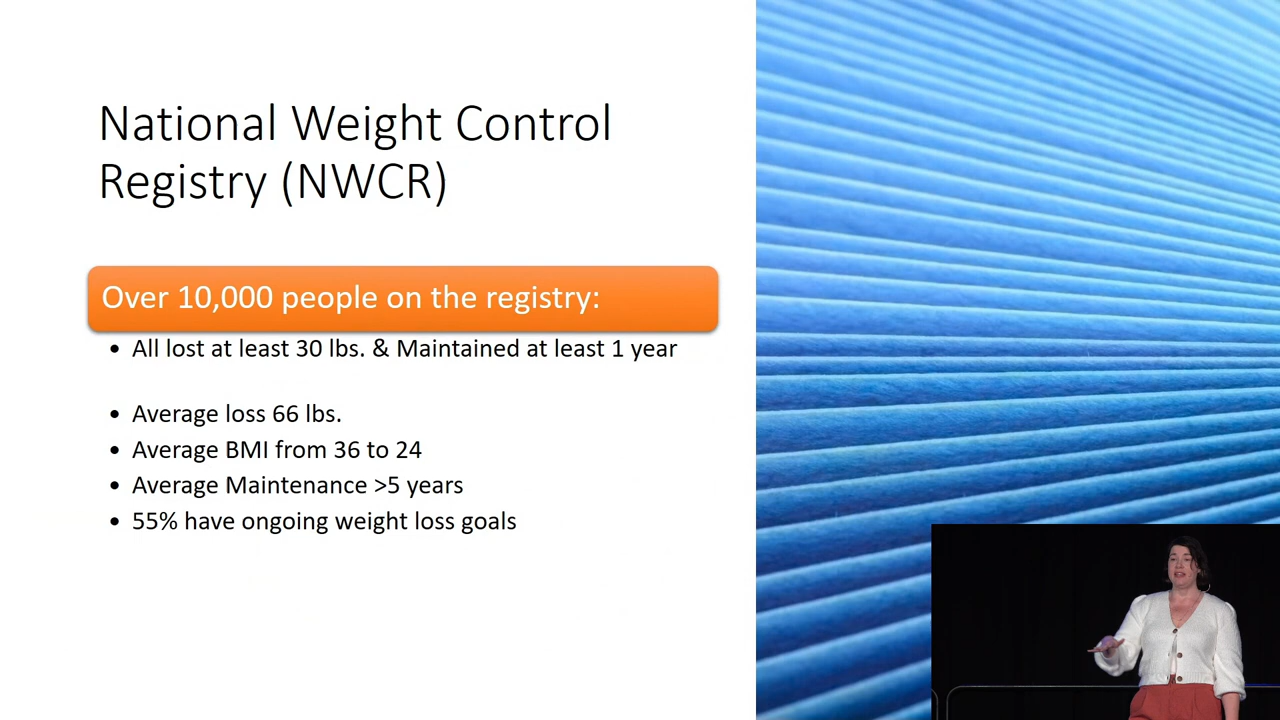 National Weight Control
Registry (NWCR)
Over 10,000 people on the registry:
• All lost at least 30 lbs. & Maintained at least 1 year
• Average loss 66 lbs.
• Average BMI from 36 to 24
• Average Maintenance >5 years
• 55% have ongoing weight loss goals